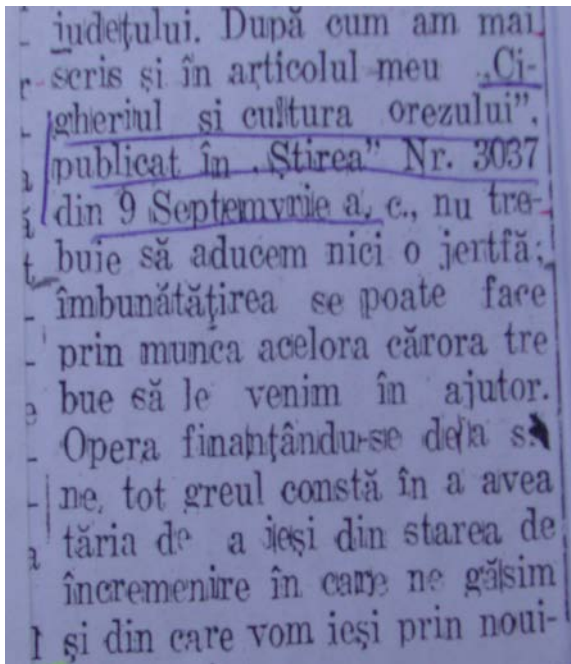 județului. După cum am mai
scris și în articolul meu „Ci-
gheriul și cultura orezului",
publicat în „Știrea" Nr. 3037
din 9 Septemvrie a. c., nu tre-
buie să aducem nici o jertfă;
îmbunătățirea se poate face
prin munca acelora cărora tre
bue să le venim în ajutor.
Opera finanțându-se dela si
ne, tot greul constă în a avea
tăria de a ieși din starea de
încremenire în care ne găsim
și din care vom ieși prin noui-